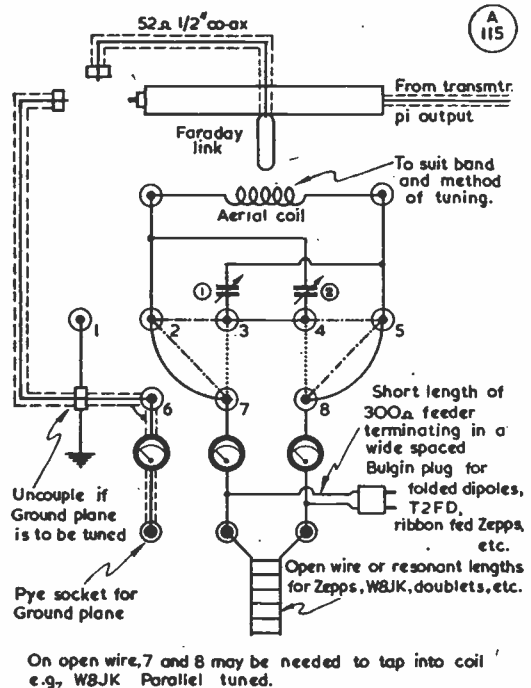 A
115
52Ω 1/2" co-ax
From transmtr.
pi output
Faraday
link
To suit band
and method
of tuning.
Aerial coil
① ②
1 2 3 4 5
6 7 8
Short length of
300Ω feeder
terminating in a
wide spaced
Bulgin plug for
folded dipoles,
T2FD,
ribbon fed Zepps,
etc.
Uncouple if
Ground plane
is to be tuned
Pye socket for
Ground plane
Open wire or resonant lengths
for Zepps, W8JK, doublets, etc.
On open wire, 7 and 8 may be needed to tap into coil
e.g, W8JK Parallel tuned.